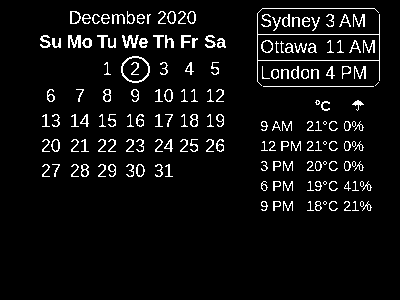 December 2020
Su Mo Tu We Th Fr Sa
1 2 3 4 5
6 7 8 9 10 11 12
13 14 15 16 17 18 19
20 21 22 23 24 25 26
27 28 29 30 31
Sydney 3 AM
Ottawa 11 AM
London 4 PM
°C ☂
9 AM 21°C 0%
12 PM 21°C 0%
3 PM 20°C 0%
6 PM 19°C 41%
9 PM 18°C 21%